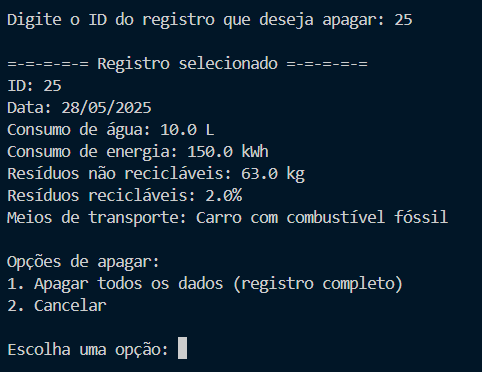 Digite o ID do registro que deseja apagar: 25
=-=-=-=-= Registro selecionado =-=-=-=-=
ID: 25
Data: 28/05/2025
Consumo de água: 10.0 L
Consumo de energia: 150.0 kWh
Resíduos não recicláveis: 63.0 kg
Resíduos recicláveis: 2.0%
Meios de transporte: Carro com combustível fóssil
Opções de apagar:
1. Apagar todos os dados (registro completo)
2. Cancelar
Escolha uma opção: